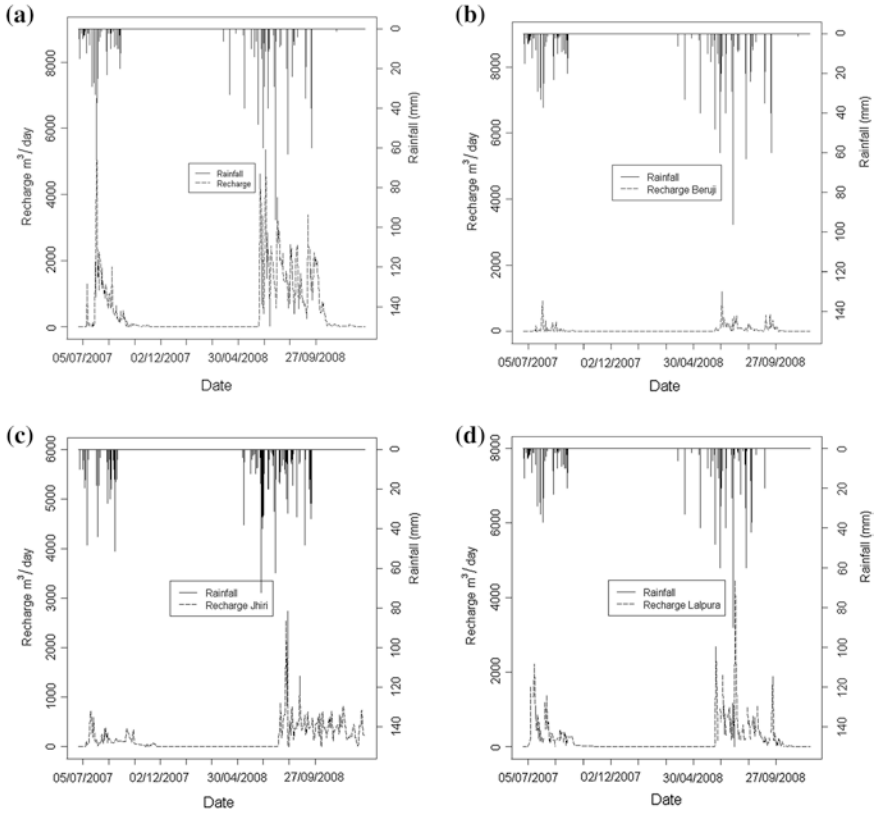 (a)
8000
6000
4000
2000
0
Recharge m³/day
0
20
40
60
80
100
120
140
Rainfall (mm)
Rainfall
Recharge
05/07/2007 02/12/2007 30/04/2008 27/09/2008
Date
(b)
8000
6000
4000
2000
0
Recharge m³/day
0
20
40
60
80
100
120
140
Rainfall (mm)
Rainfall
Recharge Beruji
05/07/2007 02/12/2007 30/04/2008 27/09/2008
Date
(c)
6000
5000
4000
3000
2000
1000
0
Recharge m³/day
0
20
40
60
80
100
120
140
Rainfall (mm)
Rainfall
Recharge Jhiri
05/07/2007 02/12/2007 30/04/2008 27/09/2008
Date
(d)
8000
6000
4000
2000
0
Recharge m³/day
0
20
40
60
80
100
120
140
Rainfall (mm)
Rainfall
Recharge Lalpura
05/07/2007 02/12/2007 30/04/2008 27/09/2008
Date